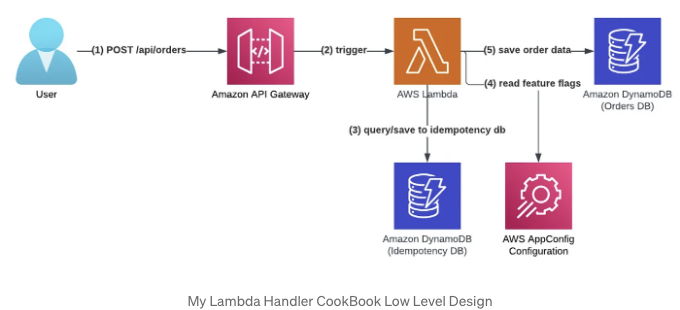 (1) POST /api/orders
(2) trigger
(5) save order data
(4) read feature flags
User
Amazon API Gateway
AWS Lambda
Amazon DynamoDB
(Orders DB)
(3) query/save to idempotency db
Amazon DynamoDB
(Idempotency DB)
AWS AppConfig
Configuration
My Lambda Handler CookBook Low Level Design